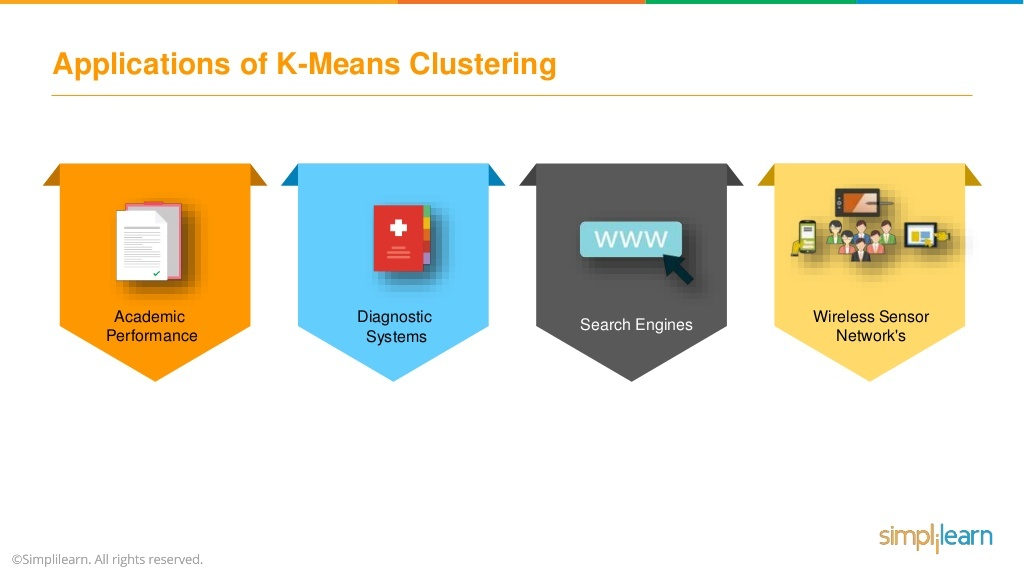 Applications of K-Means Clustering
Academic
Performance
Diagnostic
Systems
www
Search Engines
Wireless Sensor
Network's
simplilearn
©Simplilearn. All rights reserved.